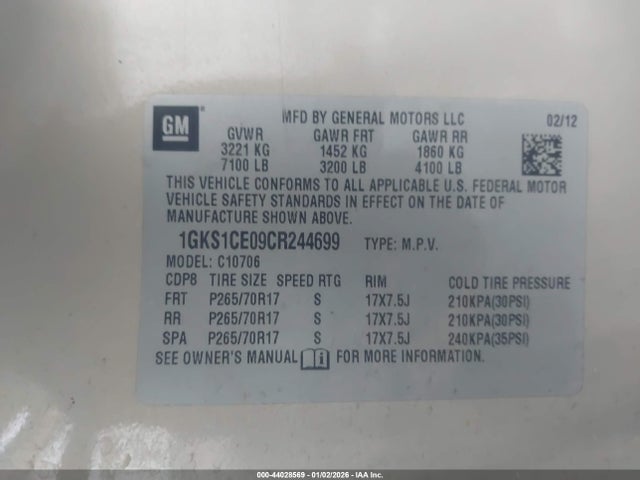 GM
MFD BY GENERAL MOTORS LLC 02/12
GVWR GAWR FRT GAWR RR
3221 KG 1452 KG 1860 KG
7100 LB 3200 LB 4100 LB
THIS VEHICLE CONFORMS TO ALL APPLICABLE U.S. FEDERAL MOTOR
VEHICLE SAFETY STANDARDS IN EFFECT ON THE DATE OF
MANUFACTURE SHOWN ABOVE.
1GKS1CE09CR244699 TYPE: M.P.V.
MODEL: C10706
CDP8 TIRE SIZE SPEED RTG RIM COLD TIRE PRESSURE
FRT P265/70R17 S 17X7.5J 210KPA(30PSI)
RR P265/70R17 S 17X7.5J 210KPA(30PSI)
SPA P265/70R17 S 17X7.5J 240KPA(35PSI)
SEE OWNER'S MANUAL FOR MORE INFORMATION.
000-44028569 - 01/02/2026 - IAA Inc.